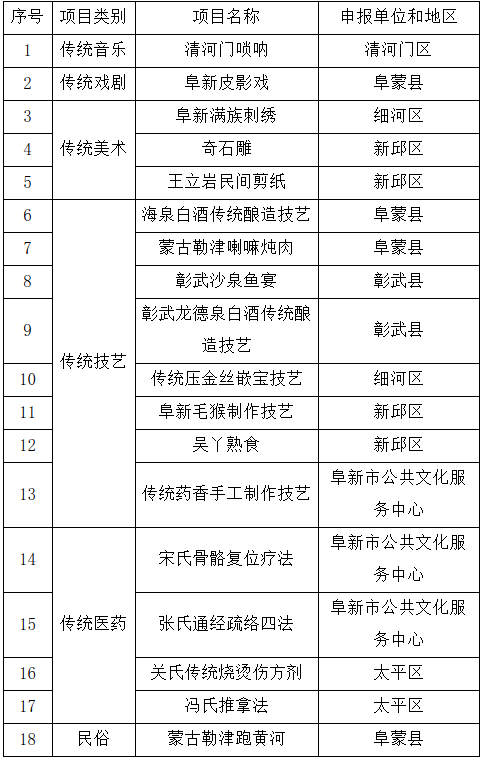 序号 项目类别 项目名称 申报单位和地区
1 传统音乐 清河门唢呐 清河门区
2 传统戏剧 阜新皮影戏 阜蒙县
3 传统美术 阜新满族刺绣 细河区
4 奇石雕 新邱区
5 王立岩民间剪纸 新邱区
6 传统技艺 海泉白酒传统酿造技艺 阜蒙县
7 蒙古勒津喇嘛炖肉 阜蒙县
8 彰武沙泉鱼宴 彰武县
9 彰武龙德泉白酒传统酿
造技艺 彰武县
10 传统压金丝嵌宝技艺 细河区
11 阜新毛猴制作技艺 新邱区
12 吴丫熟食 新邱区
13 传统药香手工制作技艺 阜新市公共文化服
务中心
14 传统医药 宋氏骨骼复位疗法 阜新市公共文化服
务中心
15 张氏通经疏络四法 阜新市公共文化服
务中心
16 关氏传统烧烫伤方剂 太平区
17 冯氏推拿法 太平区
18 民俗 蒙古勒津跑黄河 阜蒙县